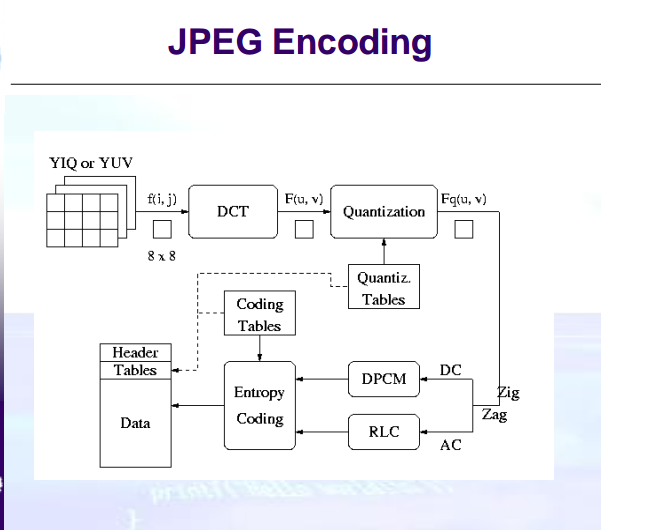 JPEG Encoding
YIQ or YUV
f(i, j)
F(u, v)
Fq(u, v)
DCT
Quantization
8 x 8
Quantiz.
Tables
Coding
Tables
Header
Tables
Data
Entropy
Coding
DPCM
DC
Zig
Zag
RLC
AC